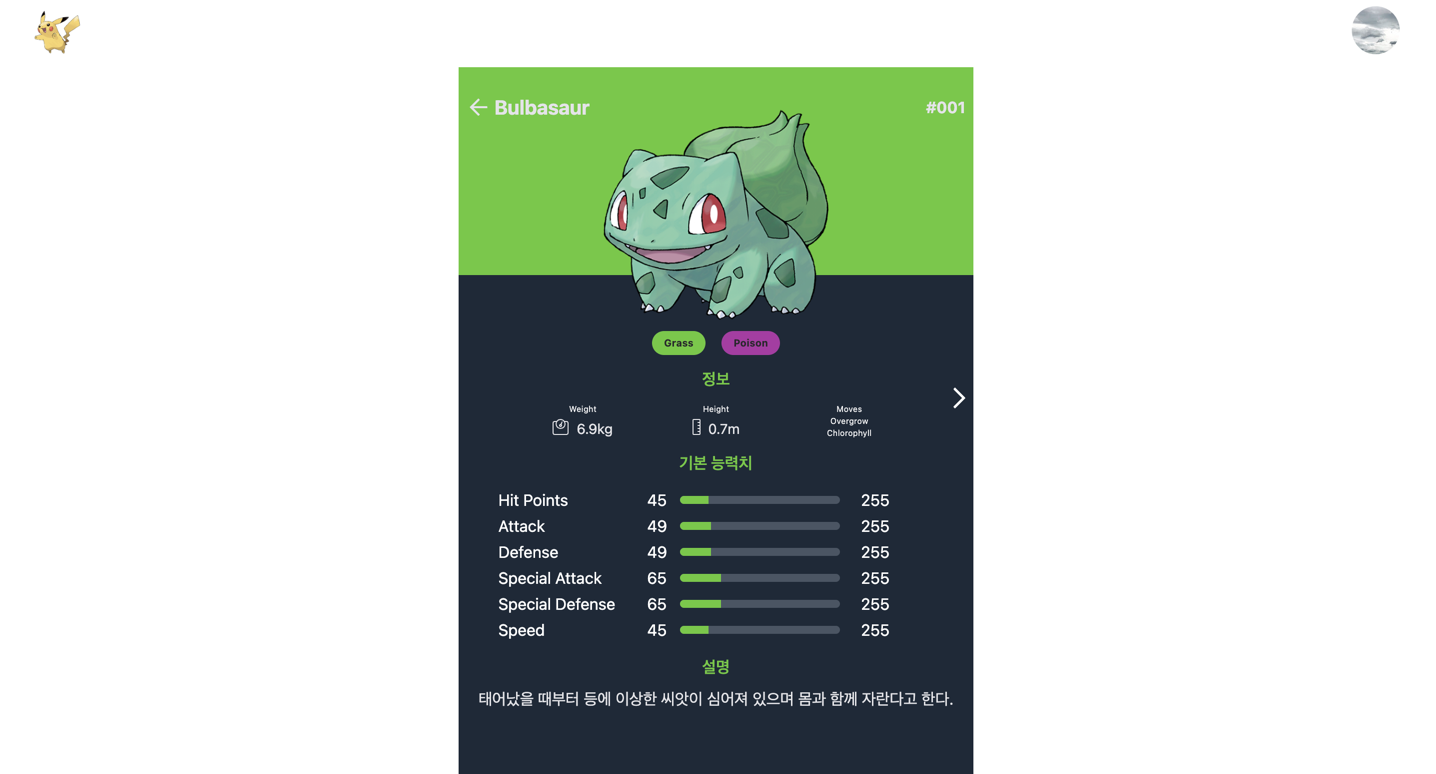 Bulbasaur #001
Grass Poison
정보
Weight Height Moves
6.9kg 0.7m Overgrow
Chlorophyll
기본 능력치
Hit Points 45 255
Attack 49 255
Defense 49 255
Special Attack 65 255
Special Defense 65 255
Speed 45 255
설명
태어났을 때부터 등에 이상한 씨앗이 심어져 있으며 몸과 함께 자란다고 한다.